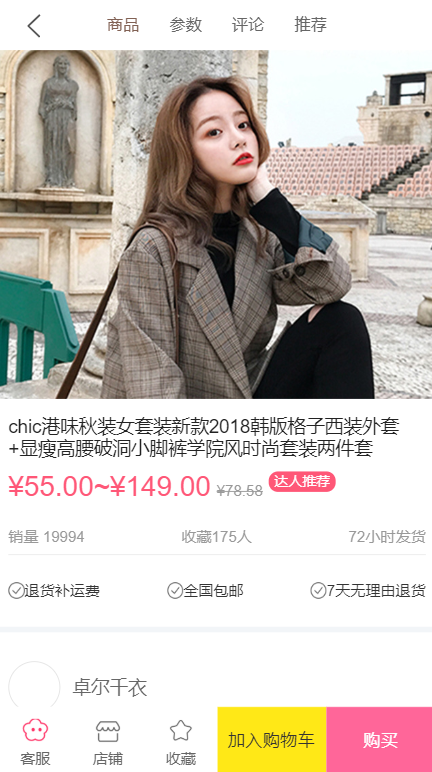 商品 参数 评论 推荐
chic港味秋装女套装新款2018韩版格子西装外套
+显瘦高腰破洞小脚裤学院风时尚套装两件套
¥55.00~¥149.00 ¥78.58 达人推荐
销量 19994 收藏175人 72小时发货
退货补运费 全国包邮 7天无理由退货
卓尔千衣
客服 店铺 收藏 加入购物车 购买